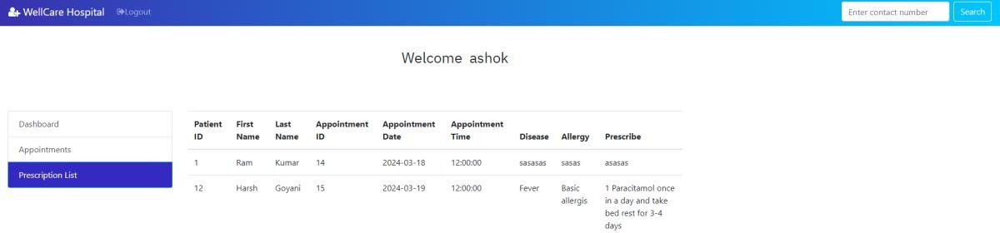 WellCare Hospital Logout Enter contact number Search
Welcome ashok
Dashboard
Appointments
Prescription List
Patient ID First Name Last Name Appointment ID Appointment Date Appointment Time Disease Allergy Prescribe
1 Ram Kumar 14 2024-03-18 12:00:00 sasasas sasas asasas
12 Harsh Goyani 15 2024-03-19 12:00:00 Fever Basic allergis 1 Paracitamol once
in a day and take
bed rest for 3-4
days